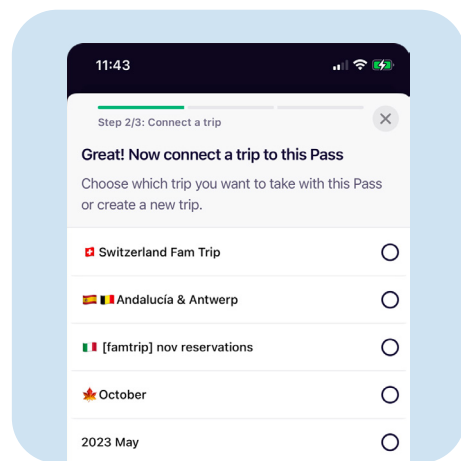 11:43
Step 2/3: Connect a trip
Great! Now connect a trip to this Pass
Choose which trip you want to take with this Pass
or create a new trip.
🇨🇭 Switzerland Fam Trip
🇪🇸🇧🇪Andalucía & Antwerp
🇮🇹 [famtrip] nov reservations
🍁October
2023 May